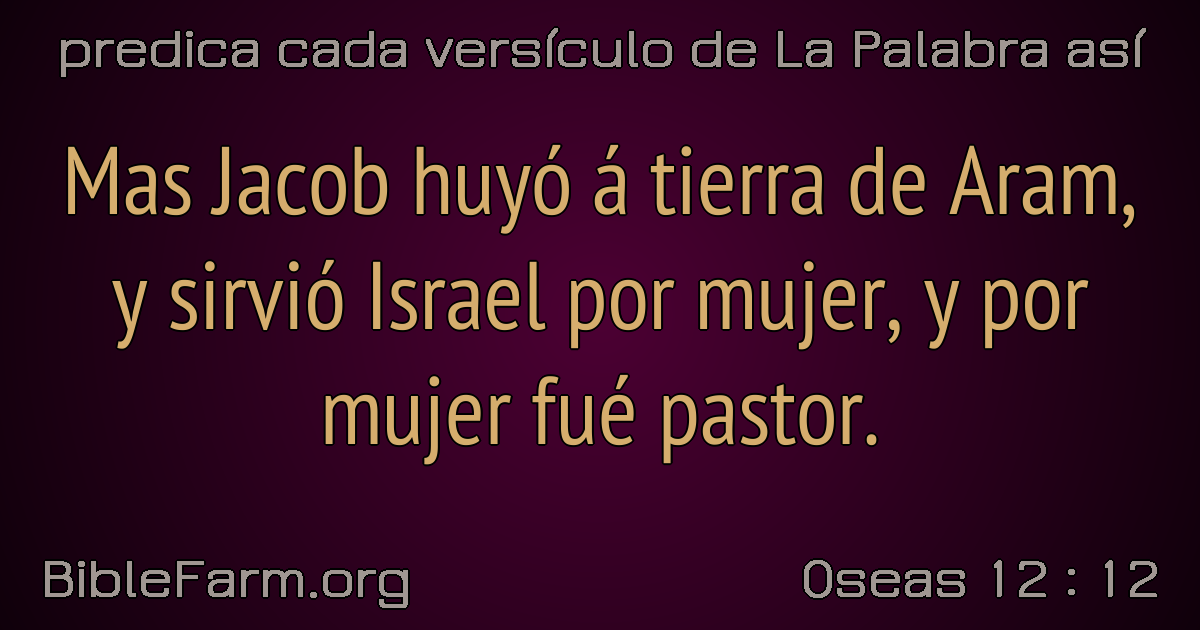 predica cada versículo de La Palabra así
Mas Jacob huyó á tierra de Aram,
y sirvió Israel por mujer, y por
mujer fué pastor.
BibleFarm.org
Oseas 12 : 12